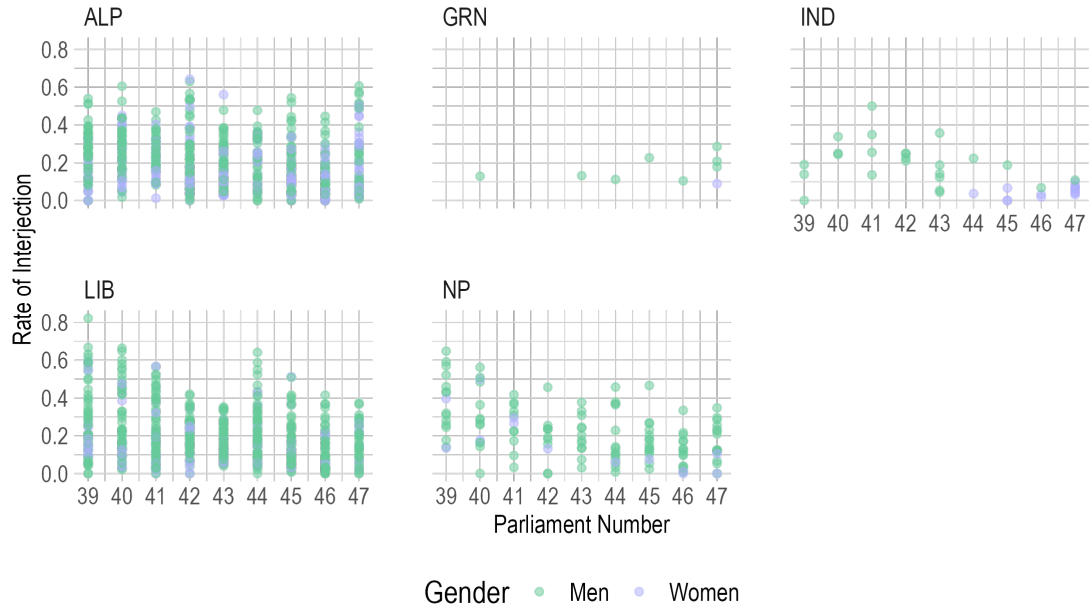 ALP GRN IND
0.8
0.6
0.4
0.2
0.0
39 40 41 42 43 44 45 46 47
Rate of Interjection
LIB NP
0.8
0.6
0.4
0.2
0.0
39 40 41 42 43 44 45 46 47 39 40 41 42 43 44 45 46 47
Parliament Number
Gender Men Women